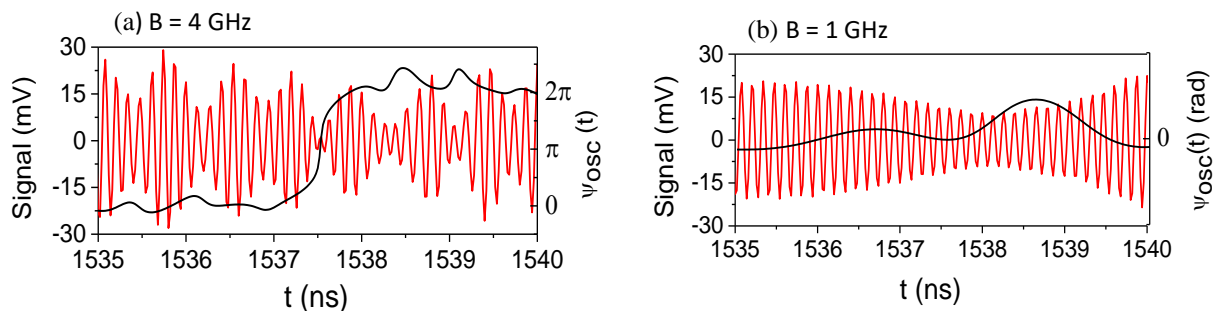 (a) B = 4 GHz
30
15
0
-15
-30
Signal (mV)
2π
π
0
ψosc (t)
1535 1536 1537 1538 1539 1540
t (ns)
(b) B = 1 GHz
30
15
0
-15
-30
Signal (mV)
0
ψosc(t) (rad)
1535 1536 1537 1538 1539 1540
t (ns)